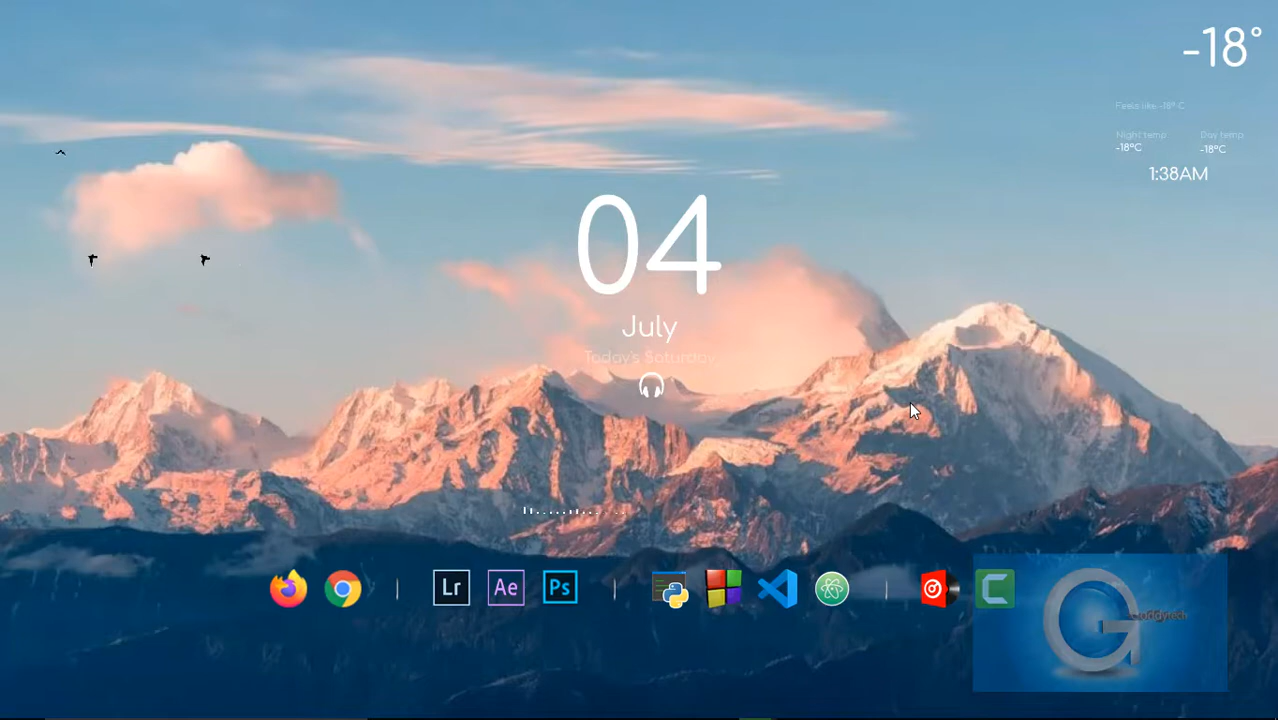 -18°
Feels like -18° C
Night temp
Day temp
-18°C
-18°C
1:38AM
04
July
Today's Saturday
Lr
Ae
Ps